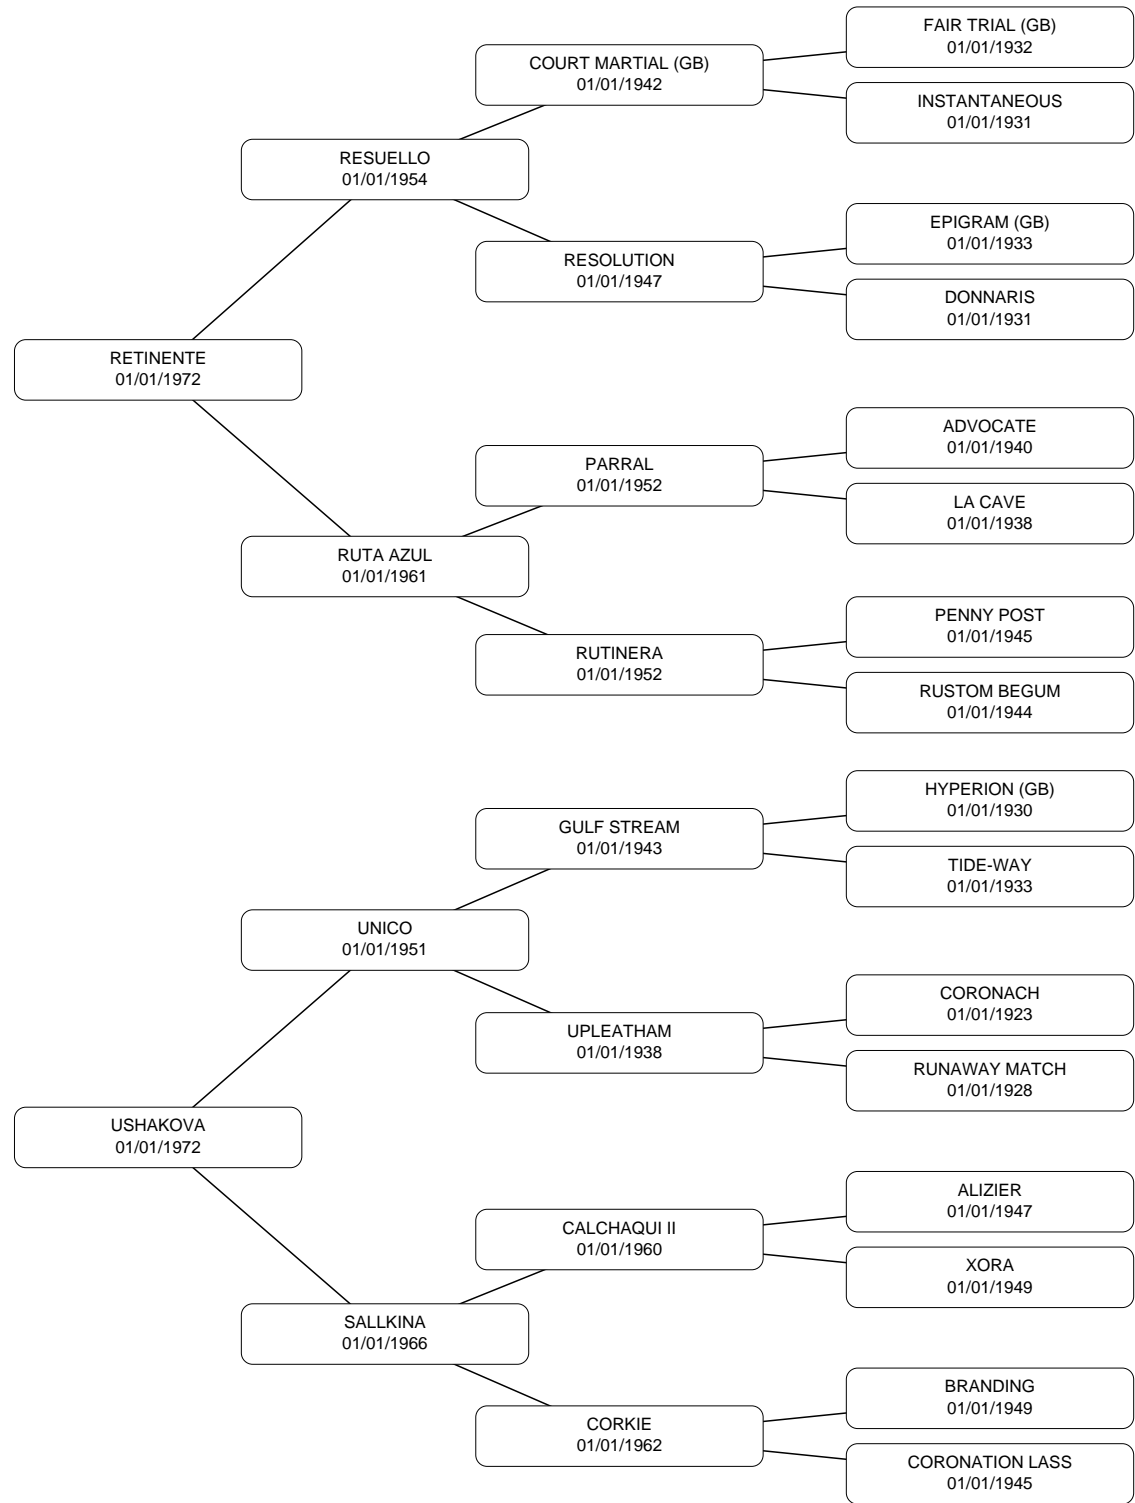 FAIR TRIAL (GB)
01/01/1932
COURT MARTIAL (GB)
01/01/1942
INSTANTANEOUS
01/01/1931
RESUELLO
01/01/1954
EPIGRAM (GB)
01/01/1933
RESOLUTION
01/01/1947
DONNARIS
01/01/1931
RETINENTE
01/01/1972
ADVOCATE
01/01/1940
PARRAL
01/01/1952
LA CAVE
01/01/1938
RUTA AZUL
01/01/1961
PENNY POST
01/01/1945
RUTINERA
01/01/1952
RUSTOM BEGUM
01/01/1944
HYPERION (GB)
01/01/1930
GULF STREAM
01/01/1943
TIDE-WAY
01/01/1933
UNICO
01/01/1951
CORONACH
01/01/1923
UPLEATHAM
01/01/1938
RUNAWAY MATCH
01/01/1928
USHAKOVA
01/01/1972
ALIZIER
01/01/1947
CALCHAQUI II
01/01/1960
XORA
01/01/1949
SALLKINA
01/01/1966
BRANDING
01/01/1949
CORKIE
01/01/1962
CORONATION LASS
01/01/1945